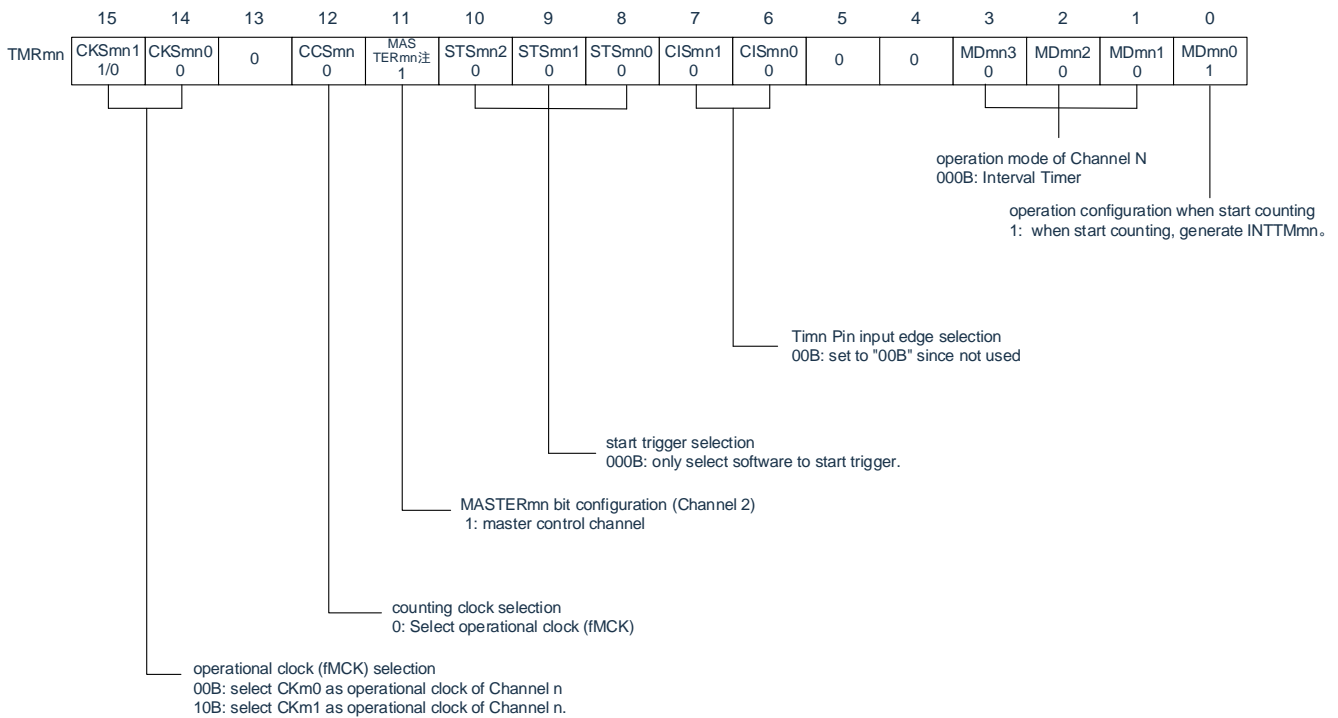 15 14 13 12 11 10 9 8 7 6 5 4 3 2 1 0
TMRmn CKSmn1 CKSmn0 0 CCSmn MAS TERmn注 STSmn2 STSmn1 STSmn0 CISmn1 CISmn0 0 0 MDmn3 MDmn2 MDmn1 MDmn0
1/0 0 0 1 0 0 0 0 0 0 0 0 1
operation mode of Channel N
000B: Interval Timer
operation configuration when start counting
1: when start counting, generate INTTMmn。
Timn Pin input edge selection
00B: set to "00B" since not used
start trigger selection
000B: only select software to start trigger.
MASTERmn bit configuration (Channel 2)
1: master control channel
counting clock selection
0: Select operational clock (fMCK)
operational clock (fMCK) selection
00B: select CKm0 as operational clock of Channel n
10B: select CKm1 as operational clock of Channel n.